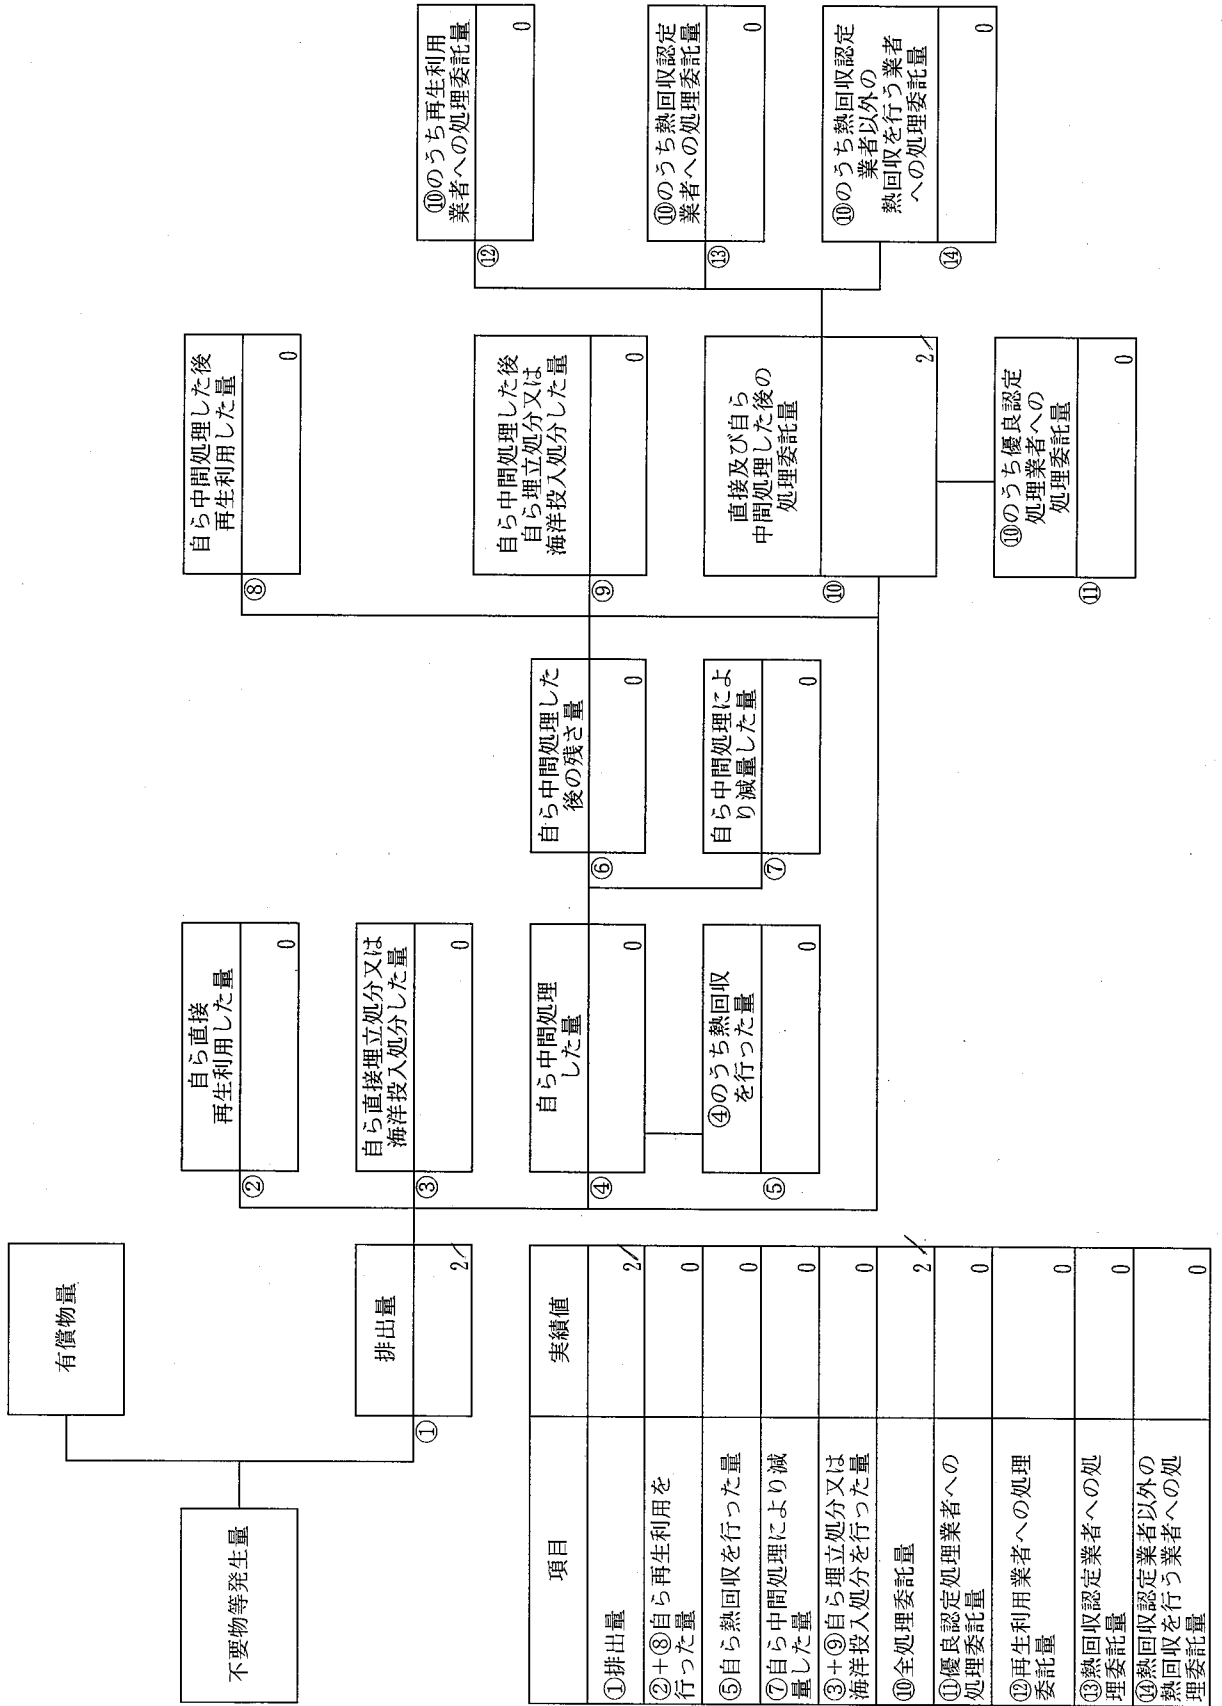 不要物等発生量
有償物量
排出量
①
2
自ら直接
再生利用した量
②
0
自ら直接埋立処分又は
海洋投入処分した量
③
0
自ら中間処理
した量
④
0
④のうち熱回収
を行った量
⑤
0
自ら中間処理した
後の残さ量
⑥
0
自ら中間処理によ
り減量した量
⑦
0
自ら中間処理した後
再生利用した量
⑧
0
自ら中間処理した後
自ら埋立処分又は
海洋投入処分した量
⑨
0
直接及び自ら
中間処理した後の
処理委託量
⑩
2
⑩のうち優良認定
処理業者への
処理委託量
⑪
0
⑩のうち再生利用
業者への処理委託量
⑫
0
⑩のうち熱回収認定
業者への処理委託量
⑬
0
⑩のうち熱回収認定
業者以外の
熱回収を行う業者
への処理委託量
⑭
0
項目 実績値
①排出量 2
②+⑧自ら再生利用を
行った量 0
⑤自ら熱回収を行った量 0
⑦自ら中間処理により減
量した量 0
③+⑨自ら埋立処分又は
海洋投入処分を行った量 0
⑩全処理委託量 2
⑪優良認定処理業者への
処理委託量 0
⑫再生利用業者への処理
委託量 0
⑬熱回収認定業者への処
理委託量 0
⑭熱回収認定業者以外の
熱回収を行う業者への処
理委託量 0